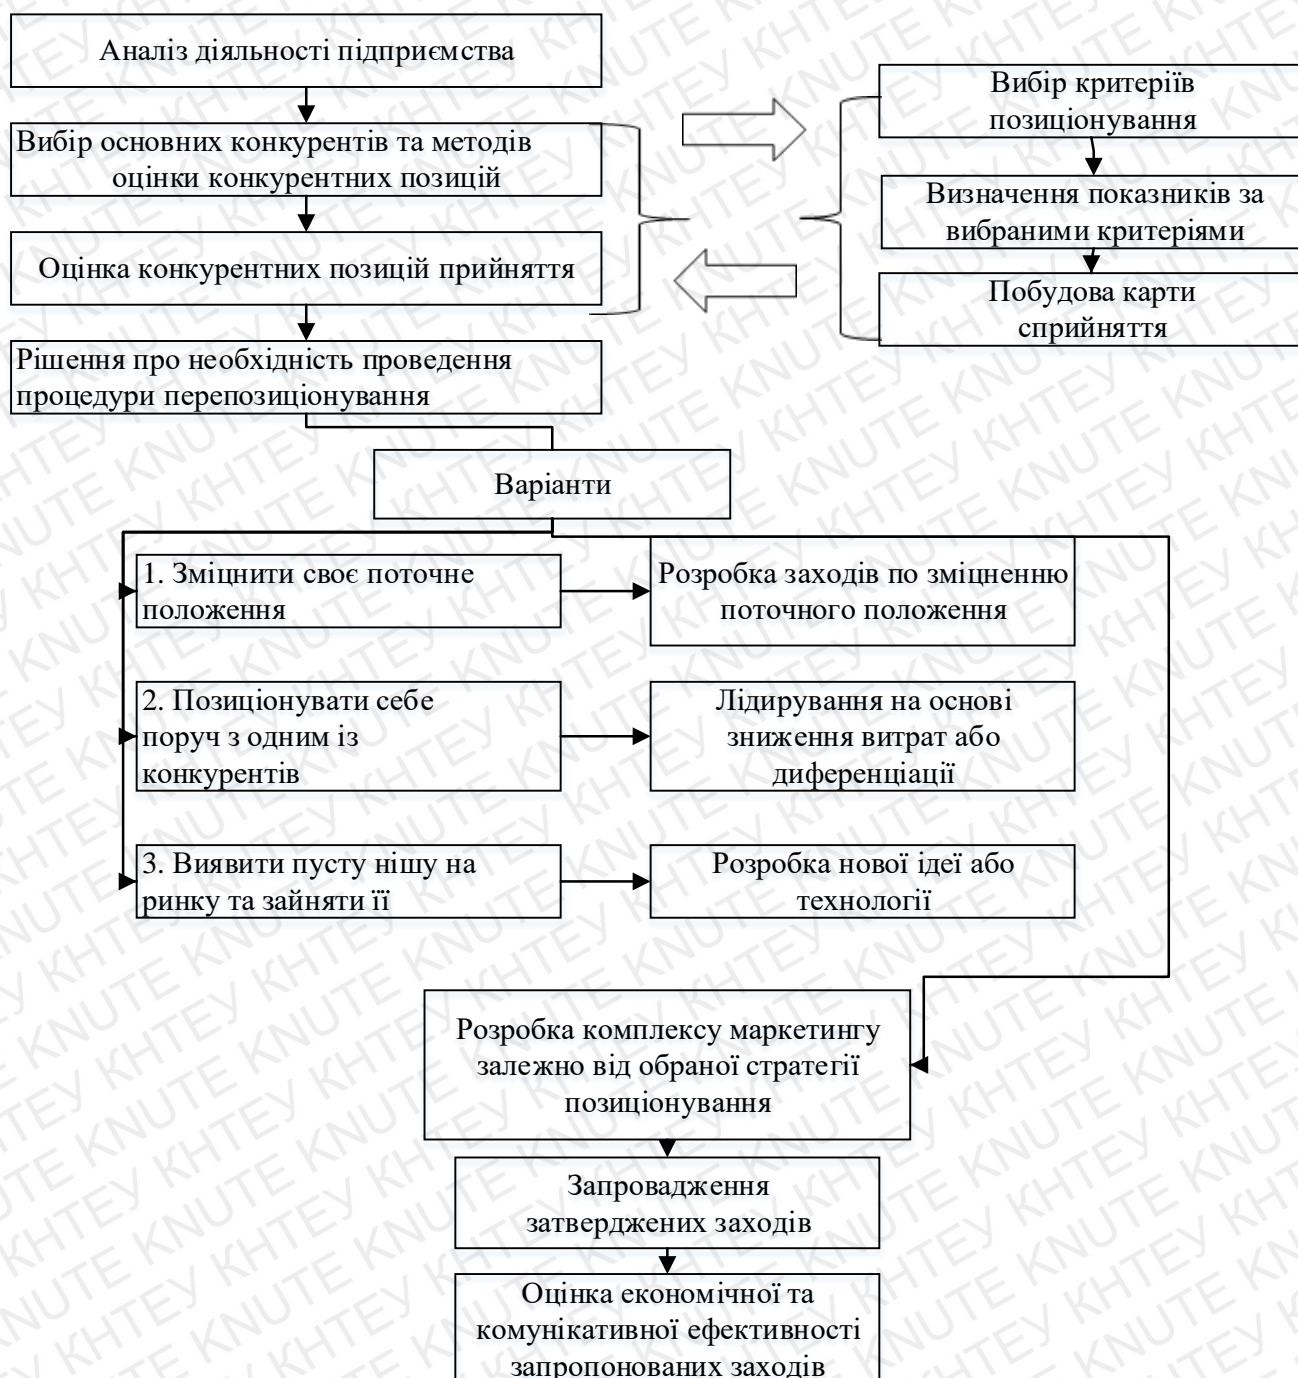 Аналіз діяльності підприємства
Вибір основних конкурентів та методів
оцінки конкурентних позицій
Оцінка конкурентних позицій прийняття
Рішення про необхідність проведення
процедури перепозиціонування
Вибір критеріїв
позиціонування
Визначення показників за
вибраними критеріями
Побудова карти
сприйняття
Варіанти
1. Зміцнити своє поточне
положення
Розробка заходів по зміцненню
поточного положення
2. Позиціонувати себе
поруч з одним із
конкурентів
Лідирування на основі
зниження витрат або
диференціації
3. Виявити пусту нішу на
ринку та зайняти її
Розробка нової ідеї або
технології
Розробка комплексу маркетингу
залежно від обраної стратегії
позиціонування
Запровадження
затверджених заходів
Оцінка економічної та
комунікативної ефективності
запропонованих заходів